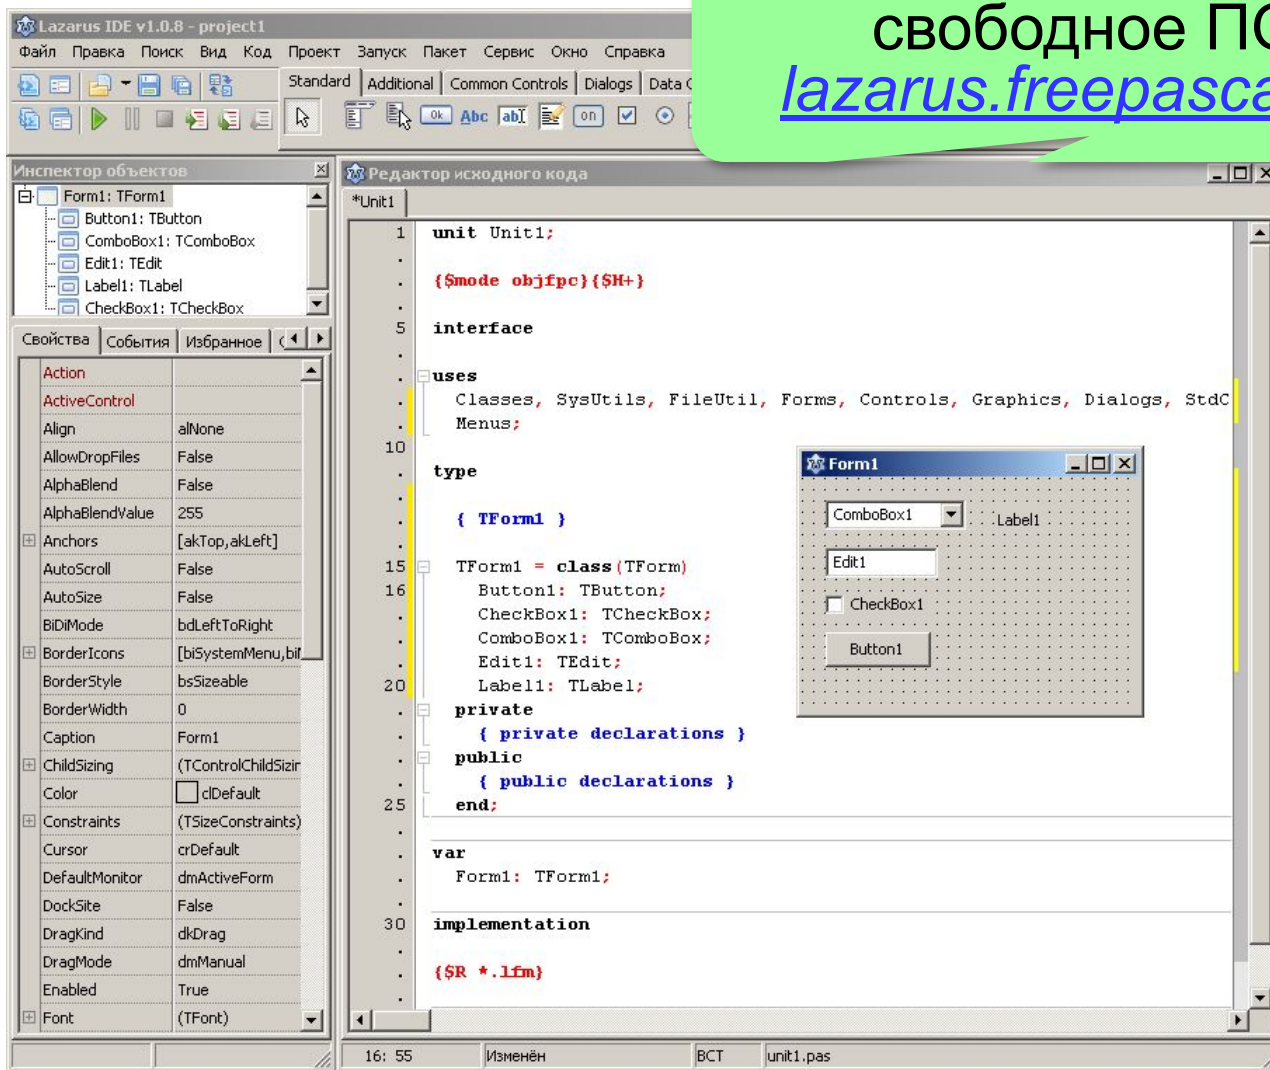 свободное ПО
lazarus.freepasca
Lazarus IDE v1.0.8 - project1
Файл Правка Поиск Вид Код Проект Запуск Пакет Сервис Окно Справка
Standard Additional Common Controls Dialogs Data C
Ok Abc abI on
Инспектор объектов
Form1: TForm1
Button1: TButton
ComboBox1: TComboBox
Edit1: TEdit
Label1: TLabel
CheckBox1: TCheckBox
Свойства События Избранное
Action
ActiveControl
Align alNone
AllowDropFiles False
AlphaBlend False
AlphaBlendValue 255
Anchors [akTop,akLeft]
AutoScroll False
AutoSize False
BiDiMode bdLeftToRight
BorderIcons [biSystemMenu,biM
BorderStyle bsSizeable
BorderWidth 0
Caption Form1
ChildSizing (TControlChildSizin
Color clDefault
Constraints (TSizeConstraints)
Cursor crDefault
DefaultMonitor dmActiveForm
DockSite False
DragKind dkDrag
DragMode dmManual
Enabled True
Font (TFont)
Редактор исходного кода
*Unit1
1 unit Unit1;
{$mode objfpc}{$H+}
5 interface
uses
Classes, SysUtils, FileUtil, Forms, Controls, Graphics, Dialogs, StdC
Menus;
10
type
{ TForm1 }
15 TForm1 = class(TForm)
16 Button1: TButton;
CheckBox1: TCheckBox;
ComboBox1: TComboBox;
Edit1: TEdit;
20 Label1: TLabel;
private
{ private declarations }
public
{ public declarations }
25 end;
var
Form1: TForm1;
30 implementation
{$R *.lfm}
Form1
ComboBox1 Label1
Edit1
CheckBox1
Button1
16: 55 Изменён ВСТ unit1.pas